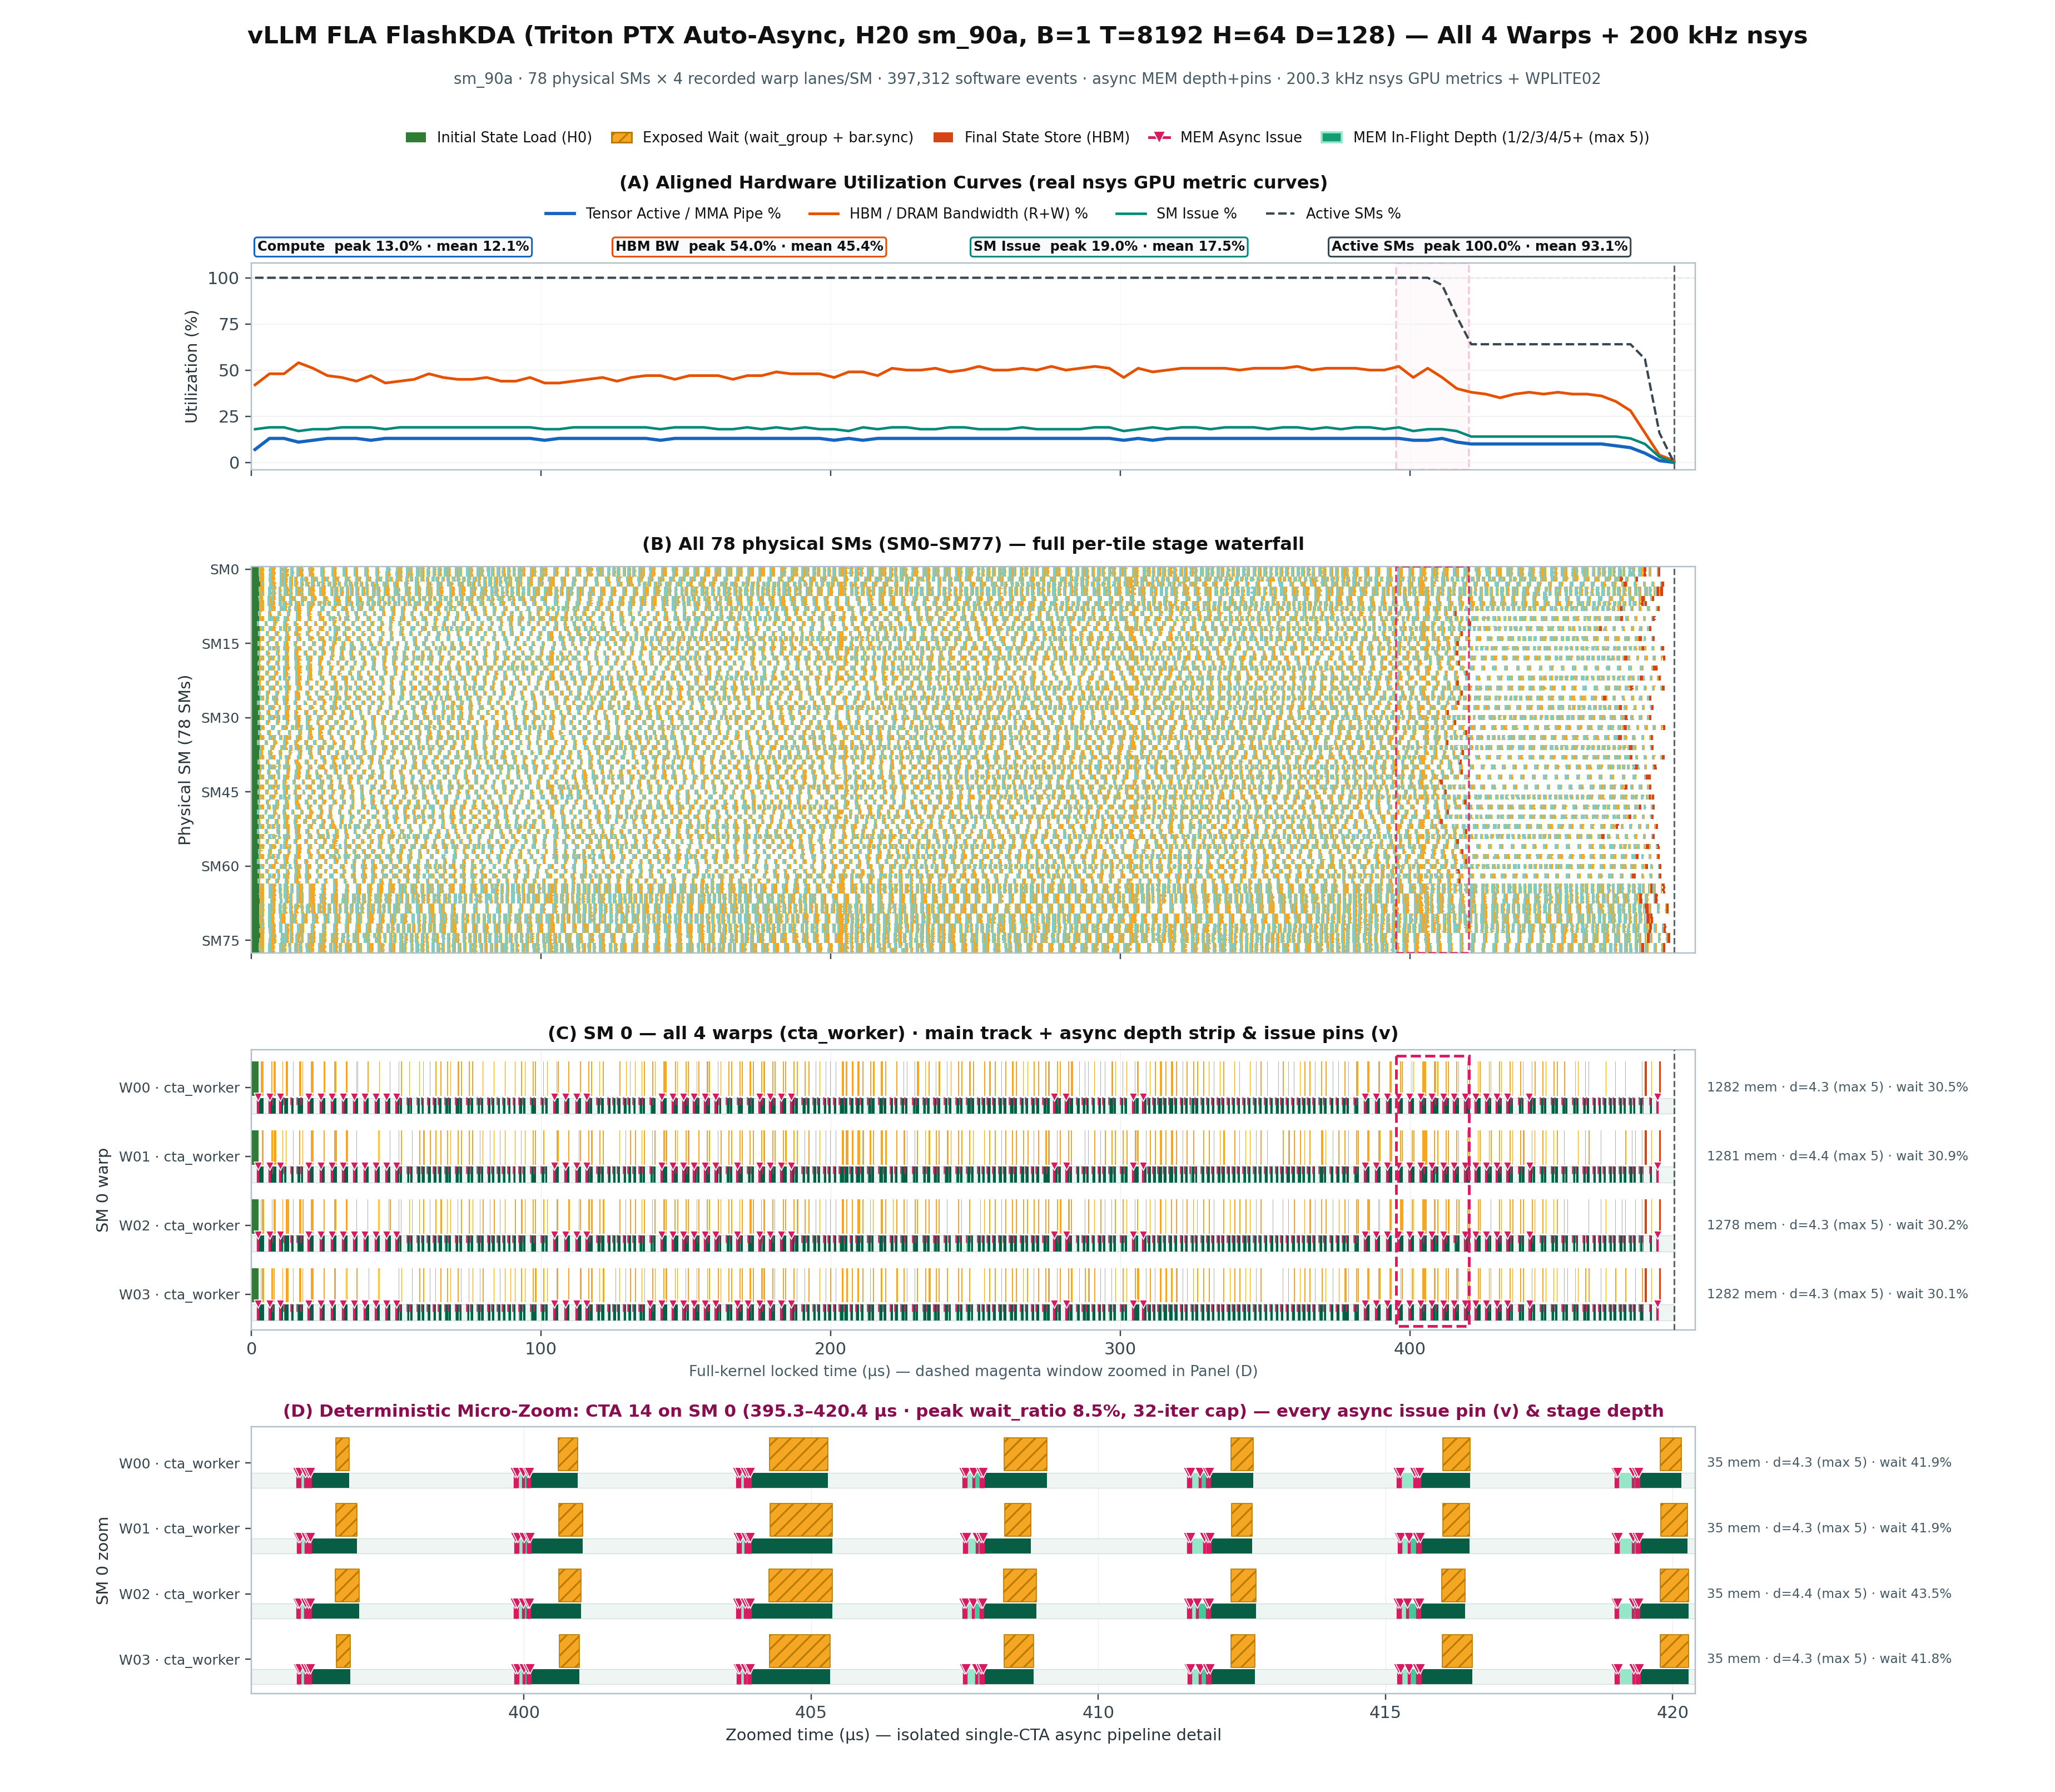 vLLM FLA FlashKDA (Triton PTX Auto-Async, H20 sm_90a, B=1 T=8192 H=64 D=128) — All 4 Warps + 200 kHz nsys
sm_90a · 78 physical SMs × 4 recorded warp lanes/SM · 397,312 software events · async MEM depth+pins · 200.3 kHz nsys GPU metrics + WPLITE02
Initial State Load (H0) Exposed Wait (wait_group + bar.sync) Final State Store (HBM) MEM Async Issue MEM In-Flight Depth (1/2/3/4/5+ (max 5))
(A) Aligned Hardware Utilization Curves (real nsys GPU metric curves)
Tensor Active / MMA Pipe % HBM / DRAM Bandwidth (R+W) % SM Issue % Active SMs %
Compute peak 13.0% · mean 12.1% HBM BW peak 54.0% · mean 45.4% SM Issue peak 19.0% · mean 17.5% Active SMs peak 100.0% · mean 93.1%
Utilization (%)
100
75
50
25
0
(B) All 78 physical SMs (SM0–SM77) — full per-tile stage waterfall
Physical SM (78 SMs)
SM0
SM15
SM30
SM45
SM60
SM75
(C) SM 0 — all 4 warps (cta_worker) · main track + async depth strip & issue pins (v)
SM 0 warp
W00 · cta_worker 1282 mem · d=4.3 (max 5) · wait 30.5%
W01 · cta_worker 1281 mem · d=4.4 (max 5) · wait 30.9%
W02 · cta_worker 1278 mem · d=4.3 (max 5) · wait 30.2%
W03 · cta_worker 1282 mem · d=4.3 (max 5) · wait 30.1%
0 100 200 300 400
Full-kernel locked time (µs) — dashed magenta window zoomed in Panel (D)
(D) Deterministic Micro-Zoom: CTA 14 on SM 0 (395.3–420.4 µs · peak wait_ratio 8.5%, 32-iter cap) — every async issue pin (v) & stage depth
SM 0 zoom
W00 · cta_worker 35 mem · d=4.3 (max 5) · wait 41.9%
W01 · cta_worker 35 mem · d=4.3 (max 5) · wait 41.9%
W02 · cta_worker 35 mem · d=4.4 (max 5) · wait 43.5%
W03 · cta_worker 35 mem · d=4.3 (max 5) · wait 41.8%
400 405 410 415 420
Zoomed time (µs) — isolated single-CTA async pipeline detail